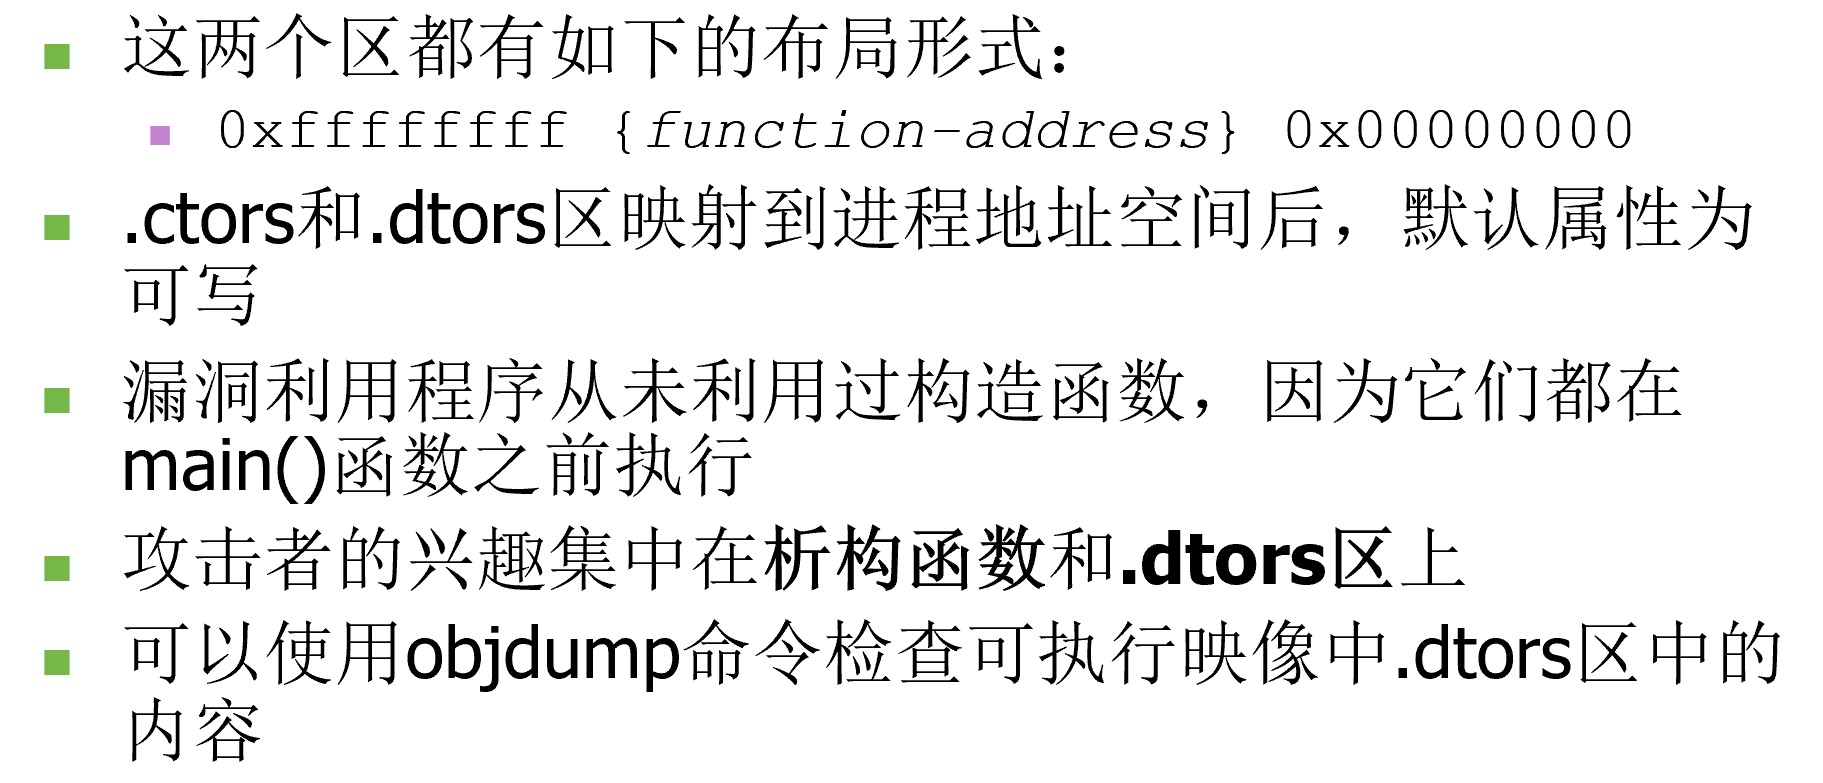 这两个区都有如下的布局形式：
0xffffffff {function-address} 0x00000000
.ctors和.dtors区映射到进程地址空间后，默认属性为
可写
漏洞利用程序从未利用过构造函数，因为它们都在
main()函数之前执行
攻击者的兴趣集中在析构函数和.dtors区上
可以使用objdump命令检查可执行映像中.dtors区中的
内容